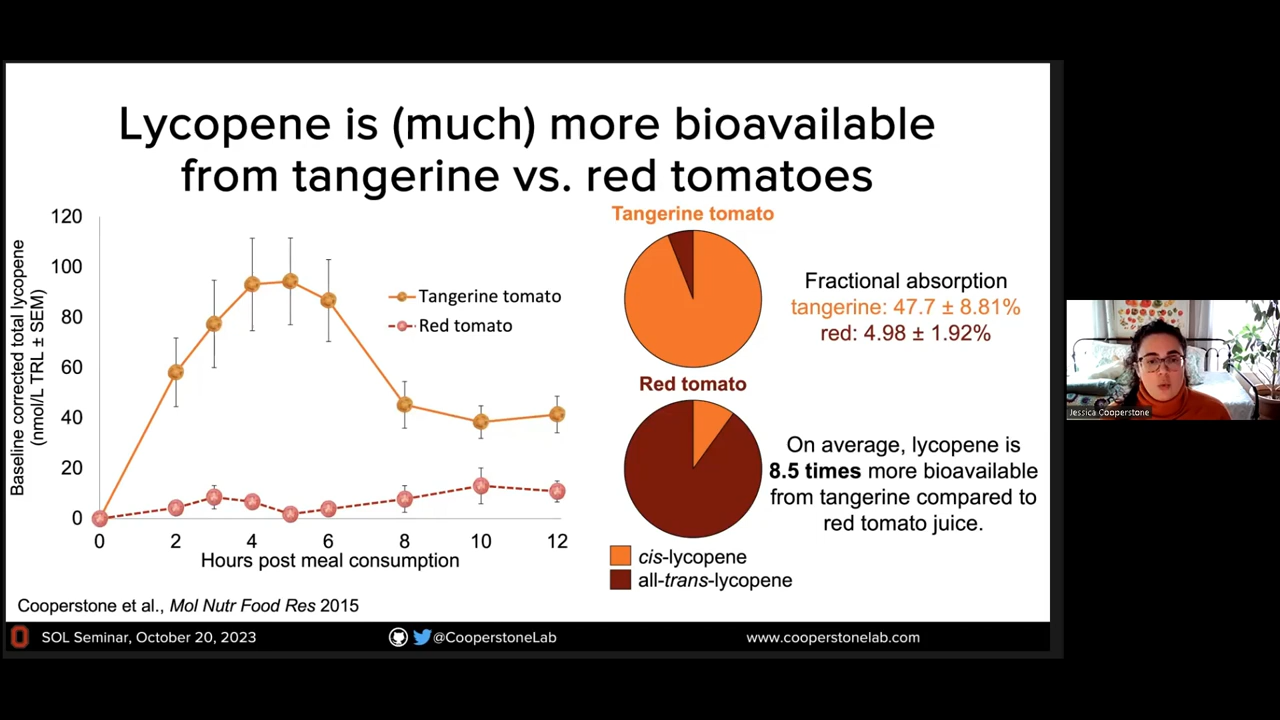 Lycopene is (much) more bioavailable
from tangerine vs. red tomatoes
Baseline corrected total lycopene
(nmol/L TRL ± SEM)
120
100
80
60
40
20
0
0 2 4 6 8 10 12
Hours post meal consumption
Tangerine tomato
Red tomato
Tangerine tomato
Red tomato
cis-lycopene
all-trans-lycopene
Fractional absorption
tangerine: 47.7 ± 8.81%
red: 4.98 ± 1.92%
On average, lycopene is
8.5 times more bioavailable
from tangerine compared to
red tomato juice.
Cooperstone et al., Mol Nutr Food Res 2015
SOL Seminar, October 20, 2023
@CooperstoneLab
www.cooperstonelab.com
Jessica Cooperstone